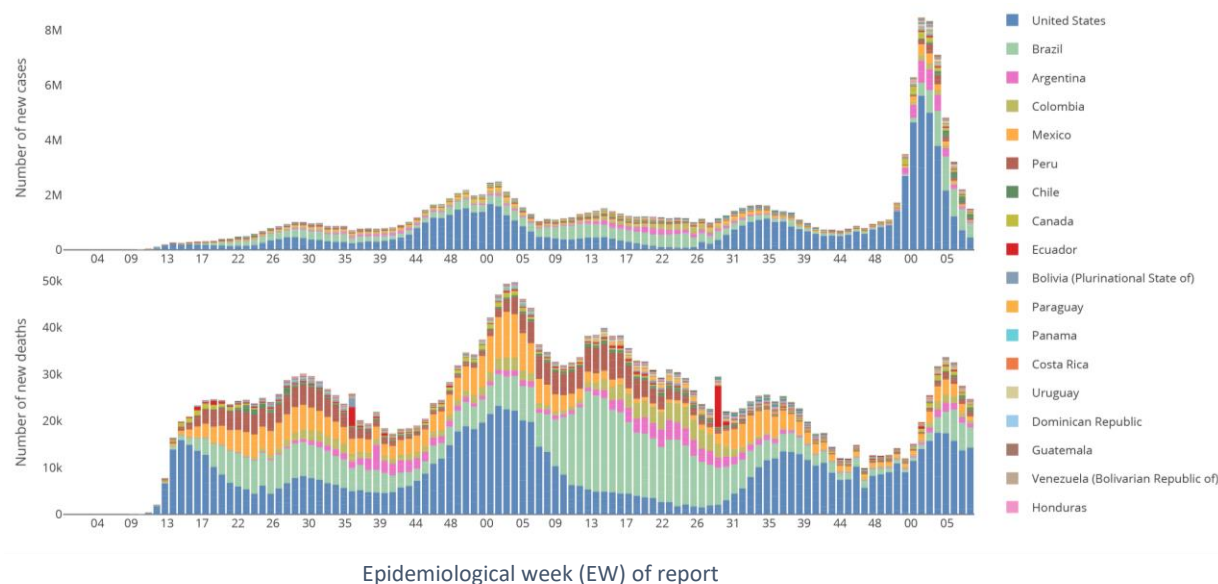 Number of new cases
8M
6M
4M
2M
0
04 09 13 17 22 26 30 35 39 44 48 00 05 09 13 17 22 26 31 35 39 44 48 00 05
Number of new deaths
50k
40k
30k
20k
10k
0
04 09 13 17 22 26 30 35 39 44 48 00 05 09 13 17 22 26 31 35 39 44 48 00 05
Epidemiological week (EW) of report
United States
Brazil
Argentina
Colombia
Mexico
Peru
Chile
Canada
Ecuador
Bolivia (Plurinational State of)
Paraguay
Panama
Costa Rica
Uruguay
Dominican Republic
Guatemala
Venezuela (Bolivarian Republic of)
Honduras